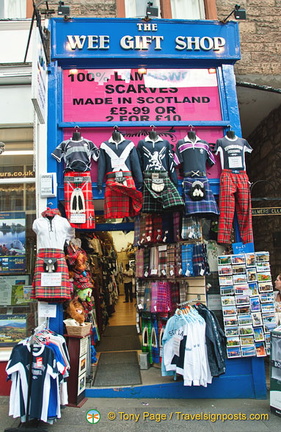 THE
WEE GIFT SHOP
100% LAMBSWOOL
SCARVES
MADE IN SCOTLAND
£5.99 OR
2 FOR £10
© Tony Page / Travelsignposts.com